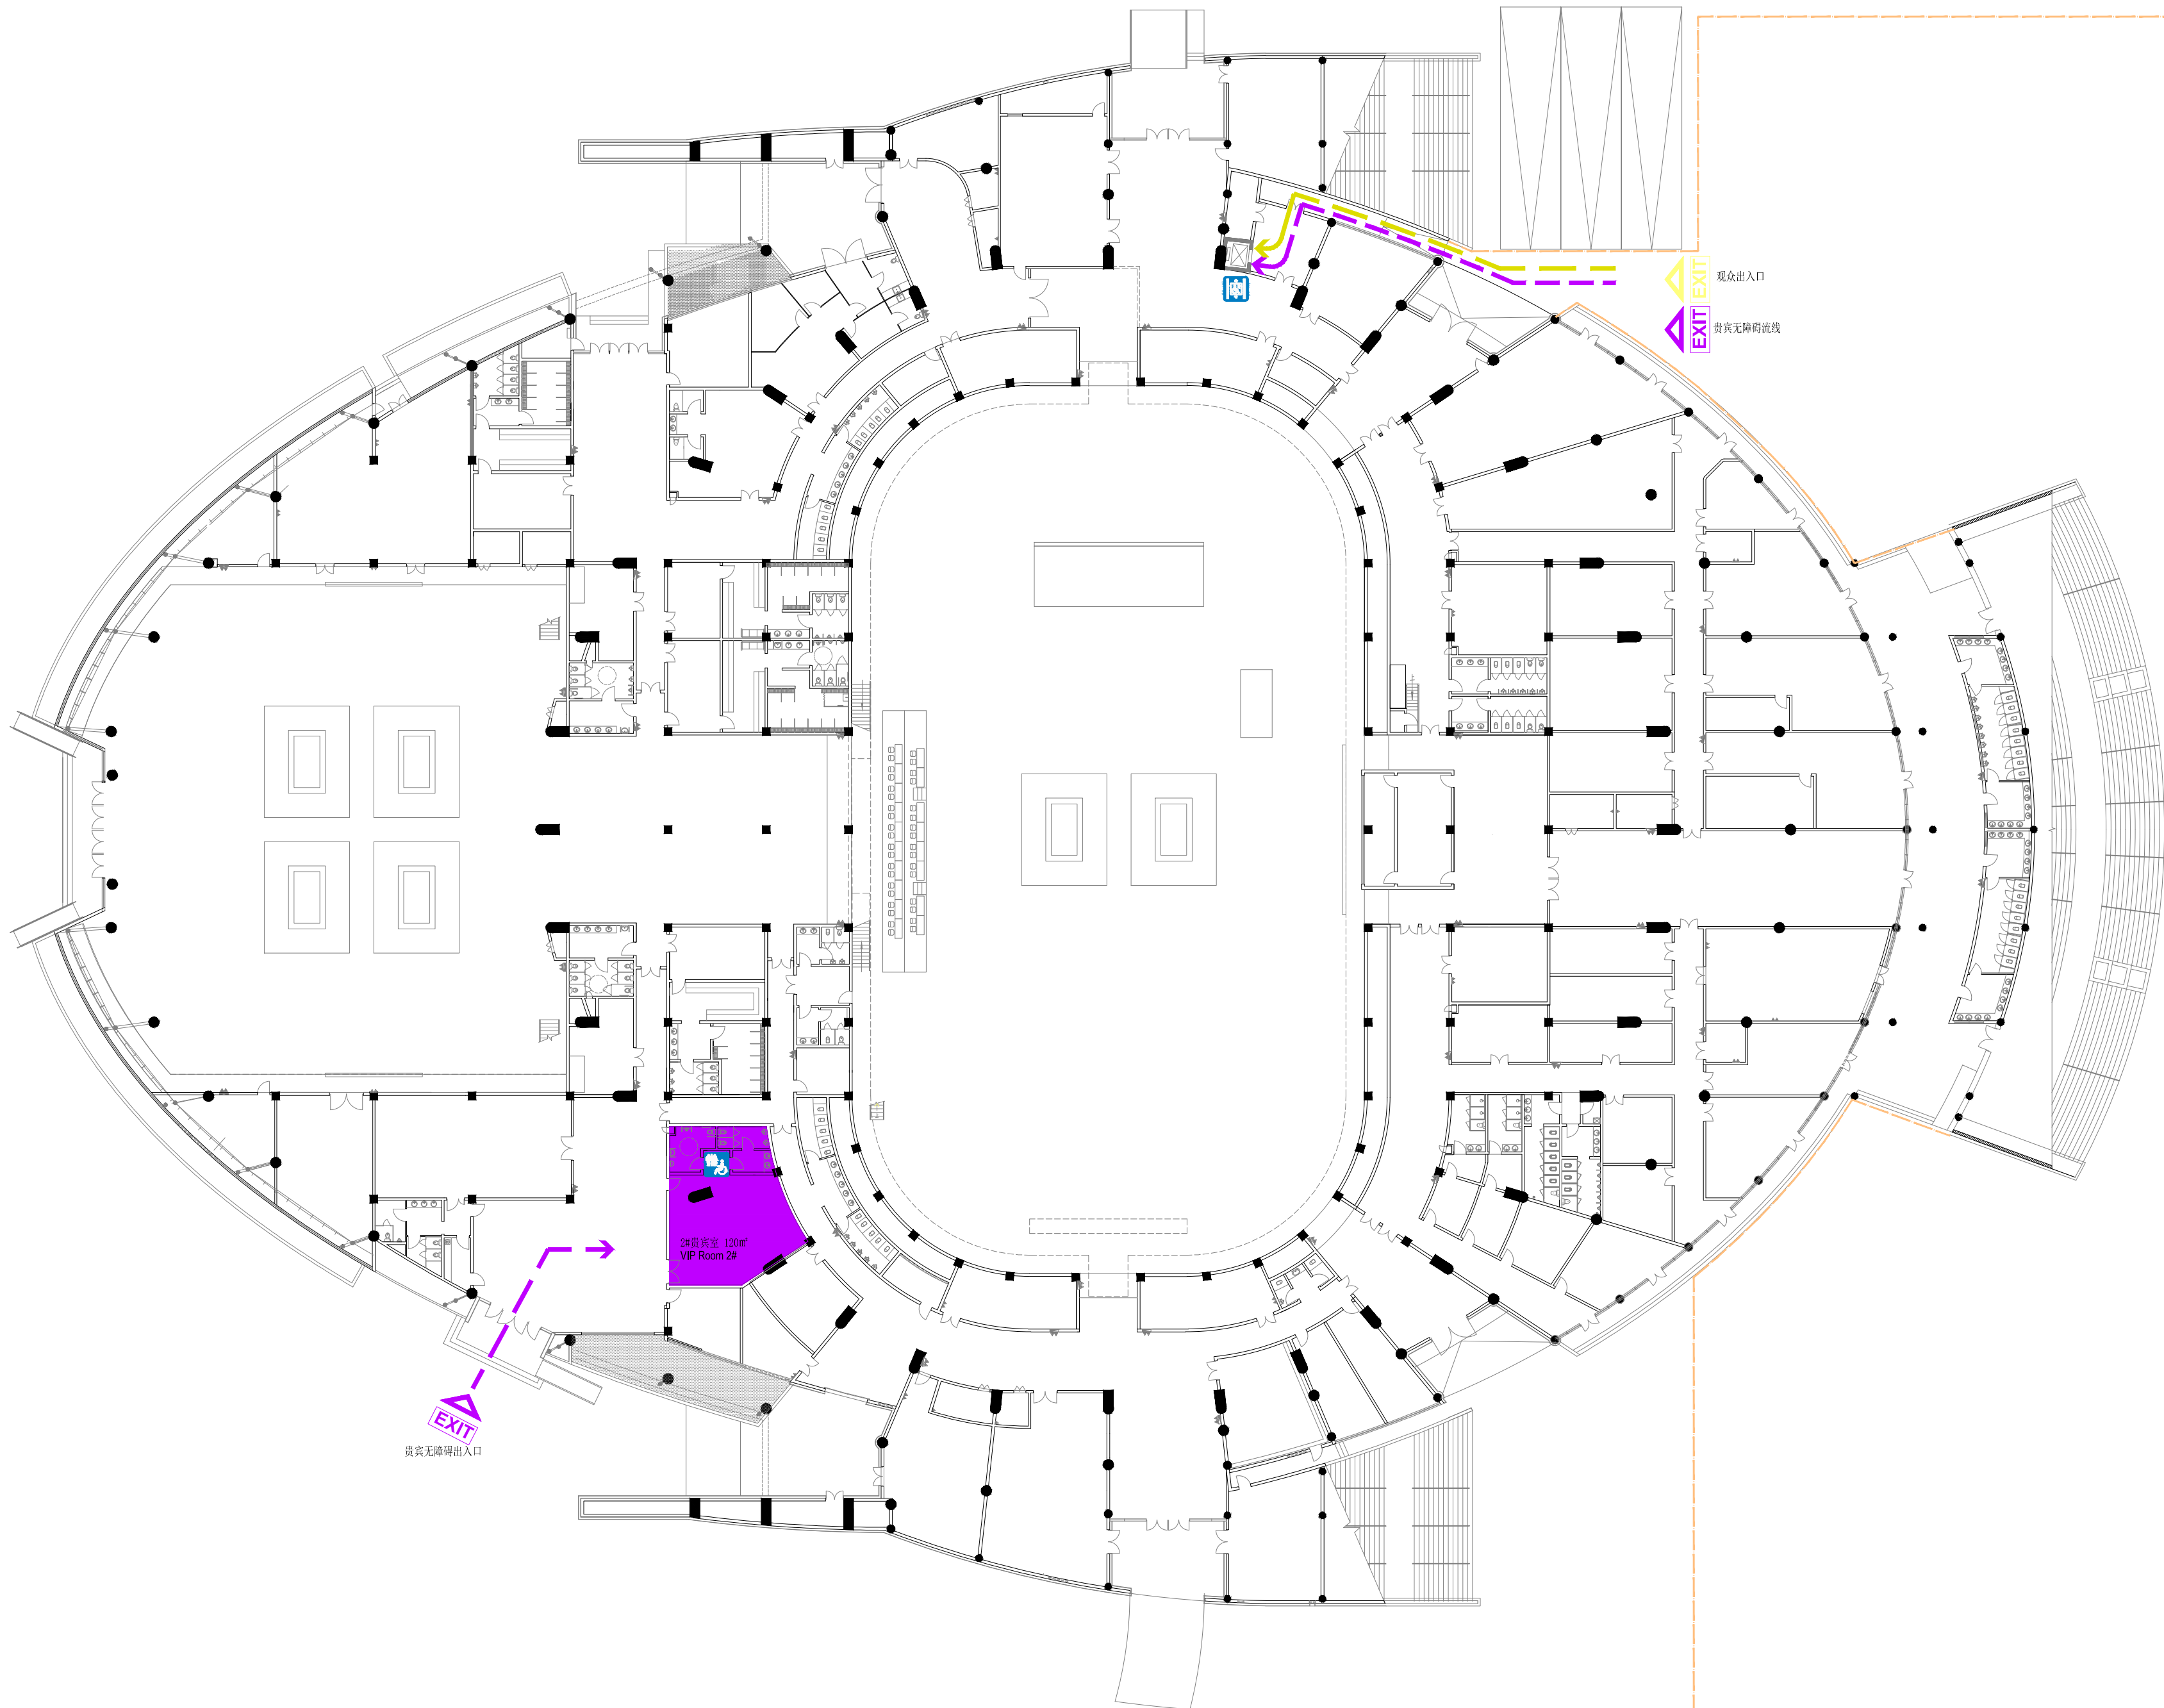 EXIT
观众出入口
EXIT
贵宾无障碍流线
2#贵宾室 120㎡
VIP Room 2#
EXIT
贵宾无障碍出入口